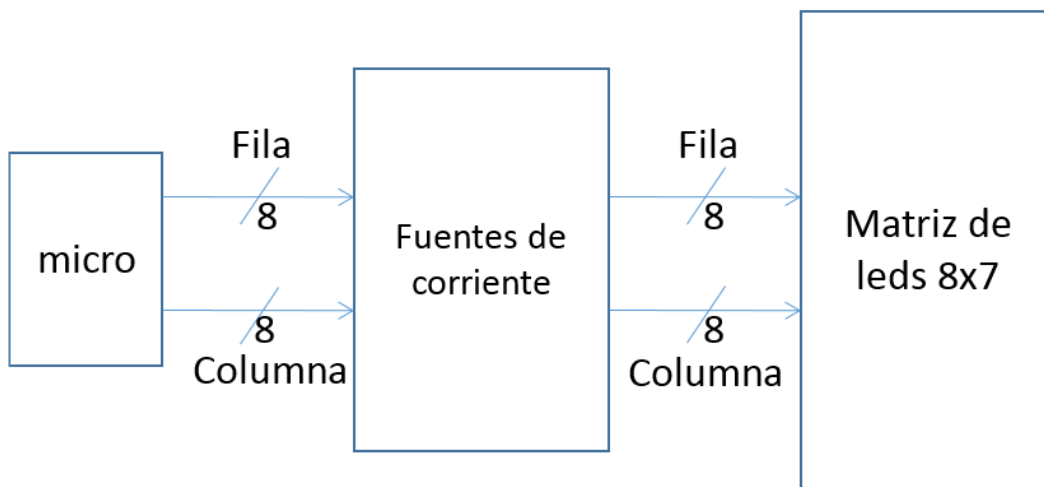 micro
Fila
8
8
Columna
Fuentes de
corriente
Fila
8
8
Columna
Matriz de
leds 8x7